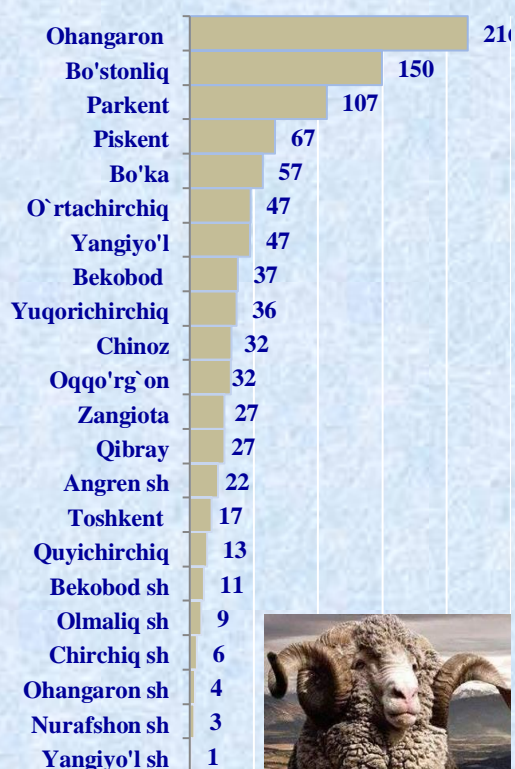 Ohangaron 216
Bo'stonliq 150
Parkent 107
Piskent 67
Bo'ka 57
O`rtachirchiq 47
Yangiyo'l 47
Bekobod 37
Yuqorichirchiq 36
Chinoz 32
Oqqo'rg`on 32
Zangiota 27
Qibray 27
Angren sh 22
Toshkent 17
Quyichirchiq 13
Bekobod sh 11
Olmaliq sh 9
Chirchiq sh 6
Ohangaron sh 4
Nurafshon sh 3
Yangiyo'l sh 1